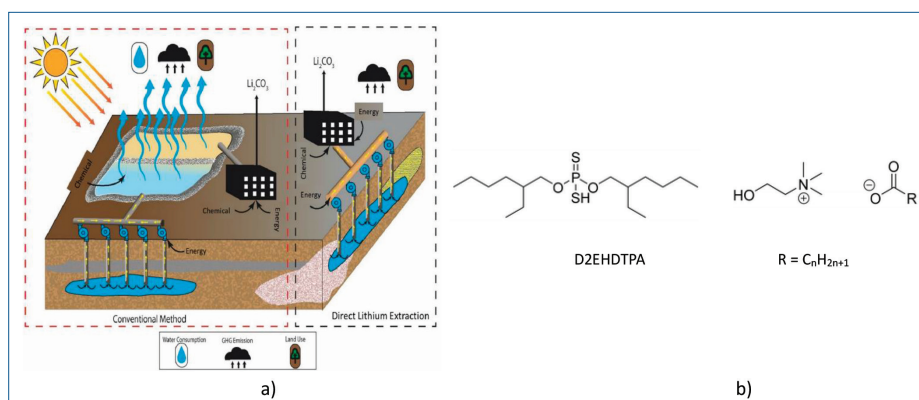 Li₂CO₃
Li₂CO₃
Energy
Chemical
Chemical
Chemical
Energy
Energy
Energy
Conventional Method
Direct Lithium Extraction
Water Consumption
GHG Emission
Land Use
a)
S
P
O
O
SH
D2EHDTPA
HO
N
⊕
O
⊖
O
R
R = CₙH₂ₙ₊₁
b)